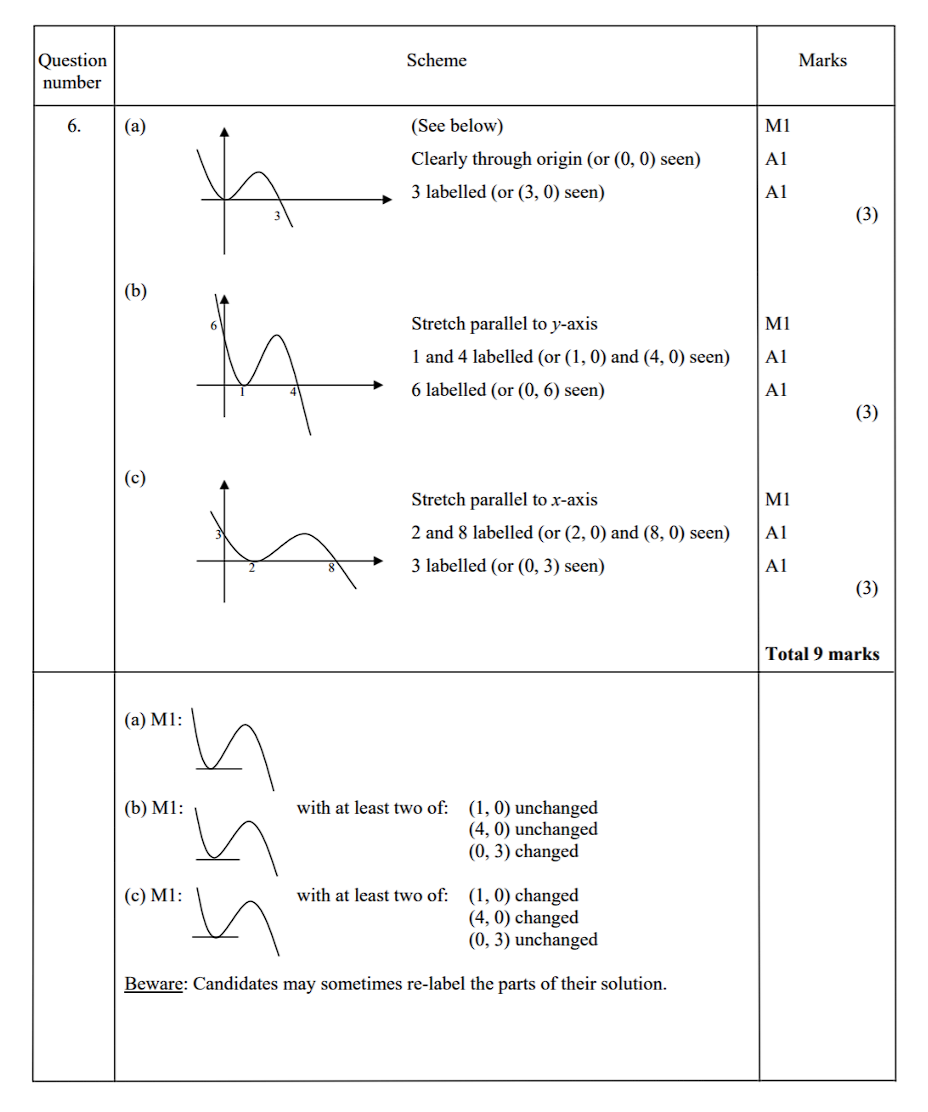 Question
number
Scheme
Marks
6.
(a)
(See below)
M1
Clearly through origin (or (0, 0) seen)
A1
3 labelled (or (3, 0) seen)
A1
3
(3)
(b)
6
Stretch parallel to y-axis
M1
1 and 4 labelled (or (1, 0) and (4, 0) seen)
A1
1
4
6 labelled (or (0, 6) seen)
A1
(3)
(c)
Stretch parallel to x-axis
M1
3
2 and 8 labelled (or (2, 0) and (8, 0) seen)
A1
2
8
3 labelled (or (0, 3) seen)
A1
(3)
Total 9 marks
(a) M1:
(b) M1:
with at least two of: (1, 0) unchanged
(4, 0) unchanged
(0, 3) changed
(c) M1:
with at least two of: (1, 0) changed
(4, 0) changed
(0, 3) unchanged
Beware: Candidates may sometimes re-label the parts of their solution.